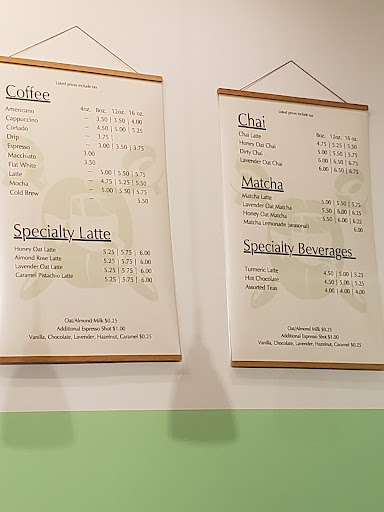 Listed prices include tax
Coffee
4oz. 8oz. 12oz. 16 oz.
Americano — 3.50 | 3.50 | 4.00
Cappuccino — 4.50 | 5.00 | 5.25
Cortado — 3.75 |
Drip — 3.00 | 3.50 | 3.75
Espresso 3.00
Macchiato 3.50
Flat White — 5.00 | 5.50 | 5.75
Latte — 4.75 | 5.25 | 5.50
Mocha — 5.00 | 5.50 | 5.75
Cold Brew — 5.50
Specialty Latte
Honey Oat Latte 5.25 | 5.75 | 6.00
Almond Rose Latte 5.25 | 5.75 | 6.00
Lavender Oat Latte 5.25 | 5.75 | 6.00
Caramel Pistachio Latte 5.25 | 5.75 | 6.00
Oat/Almond Milk $0.25
Additional Espresso Shot $1.00
Vanilla, Chocolate, Lavender, Hazelnut, Caramel $0.25
Listed prices include tax
Chai
8oz. 12oz. 16 oz.
Chai Latte 5.00 | 5.50 | 5.75
Honey Oat Chai 6.00 | 6.50 | 6.75
Dirty Chai 5.00 | 5.50 | 5.75
Lavender Oat Chai 6.00 | 6.50 | 6.75
Matcha
Matcha Latte 5.00 | 5.50 | 5.75
Lavender Oat Matcha 5.50 | 6.00 | 6.25
Honey Oat Matcha 5.50 | 6.00 | 6.25
Matcha Lemonade (seasonal) 6.00
Specialty Beverages
Turmeric Latte 4.50 | 5.00 | 5.25
Hot Chocolate 4.50 | 5.00 | 5.25
Assorted Teas 4.00 | 4.00 | 4.00
Oat/Almond Milk $0.25
Additional Espresso Shot $1.00
Vanilla, Chocolate, Lavender, Hazelnut, Caramel $0.25